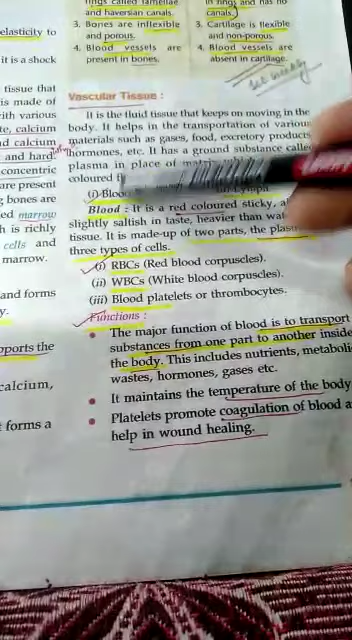 rings called lamellae
and haversian canals.
3. Bones are inflexible
and porous.
4. Blood vessels are
present in bones.
in rings and has no
canals.
3. Cartilage is flexible
and non-porous.
4. Blood vessels are
absent in cartilage.
elasticity to
it is a shock
tissue that
is made of
with various
te, calcium
and hard
concentric
are present
g bones are
ed marrow
h is richly
cells and
marrow.
and forms
y.
pports the
calcium,
t forms a
Vascular Tissue :
It is the fluid tissue that keeps on moving in the
body. It helps in the transportation of various
materials such as gases, food, excretory products
hormones, etc. It has a ground substance called
plasma in place of
coloured
(i) Blood
Blood : It is a red coloured sticky,
slightly saltish in taste, heavier than
tissue. It is made-up of two parts, the
three types of cells.
(i) RBCs (Red blood corpuscles).
(ii) WBCs (White blood corpuscles).
(iii) Blood platelets or thrombocytes.
Functions :
• The major function of blood is to transport
substances from one part to another inside
the body. This includes nutrients,
wastes, hormones, gases etc.
• It maintains the temperature of the body
• Platelets promote coagulation of blood
help in wound healing.